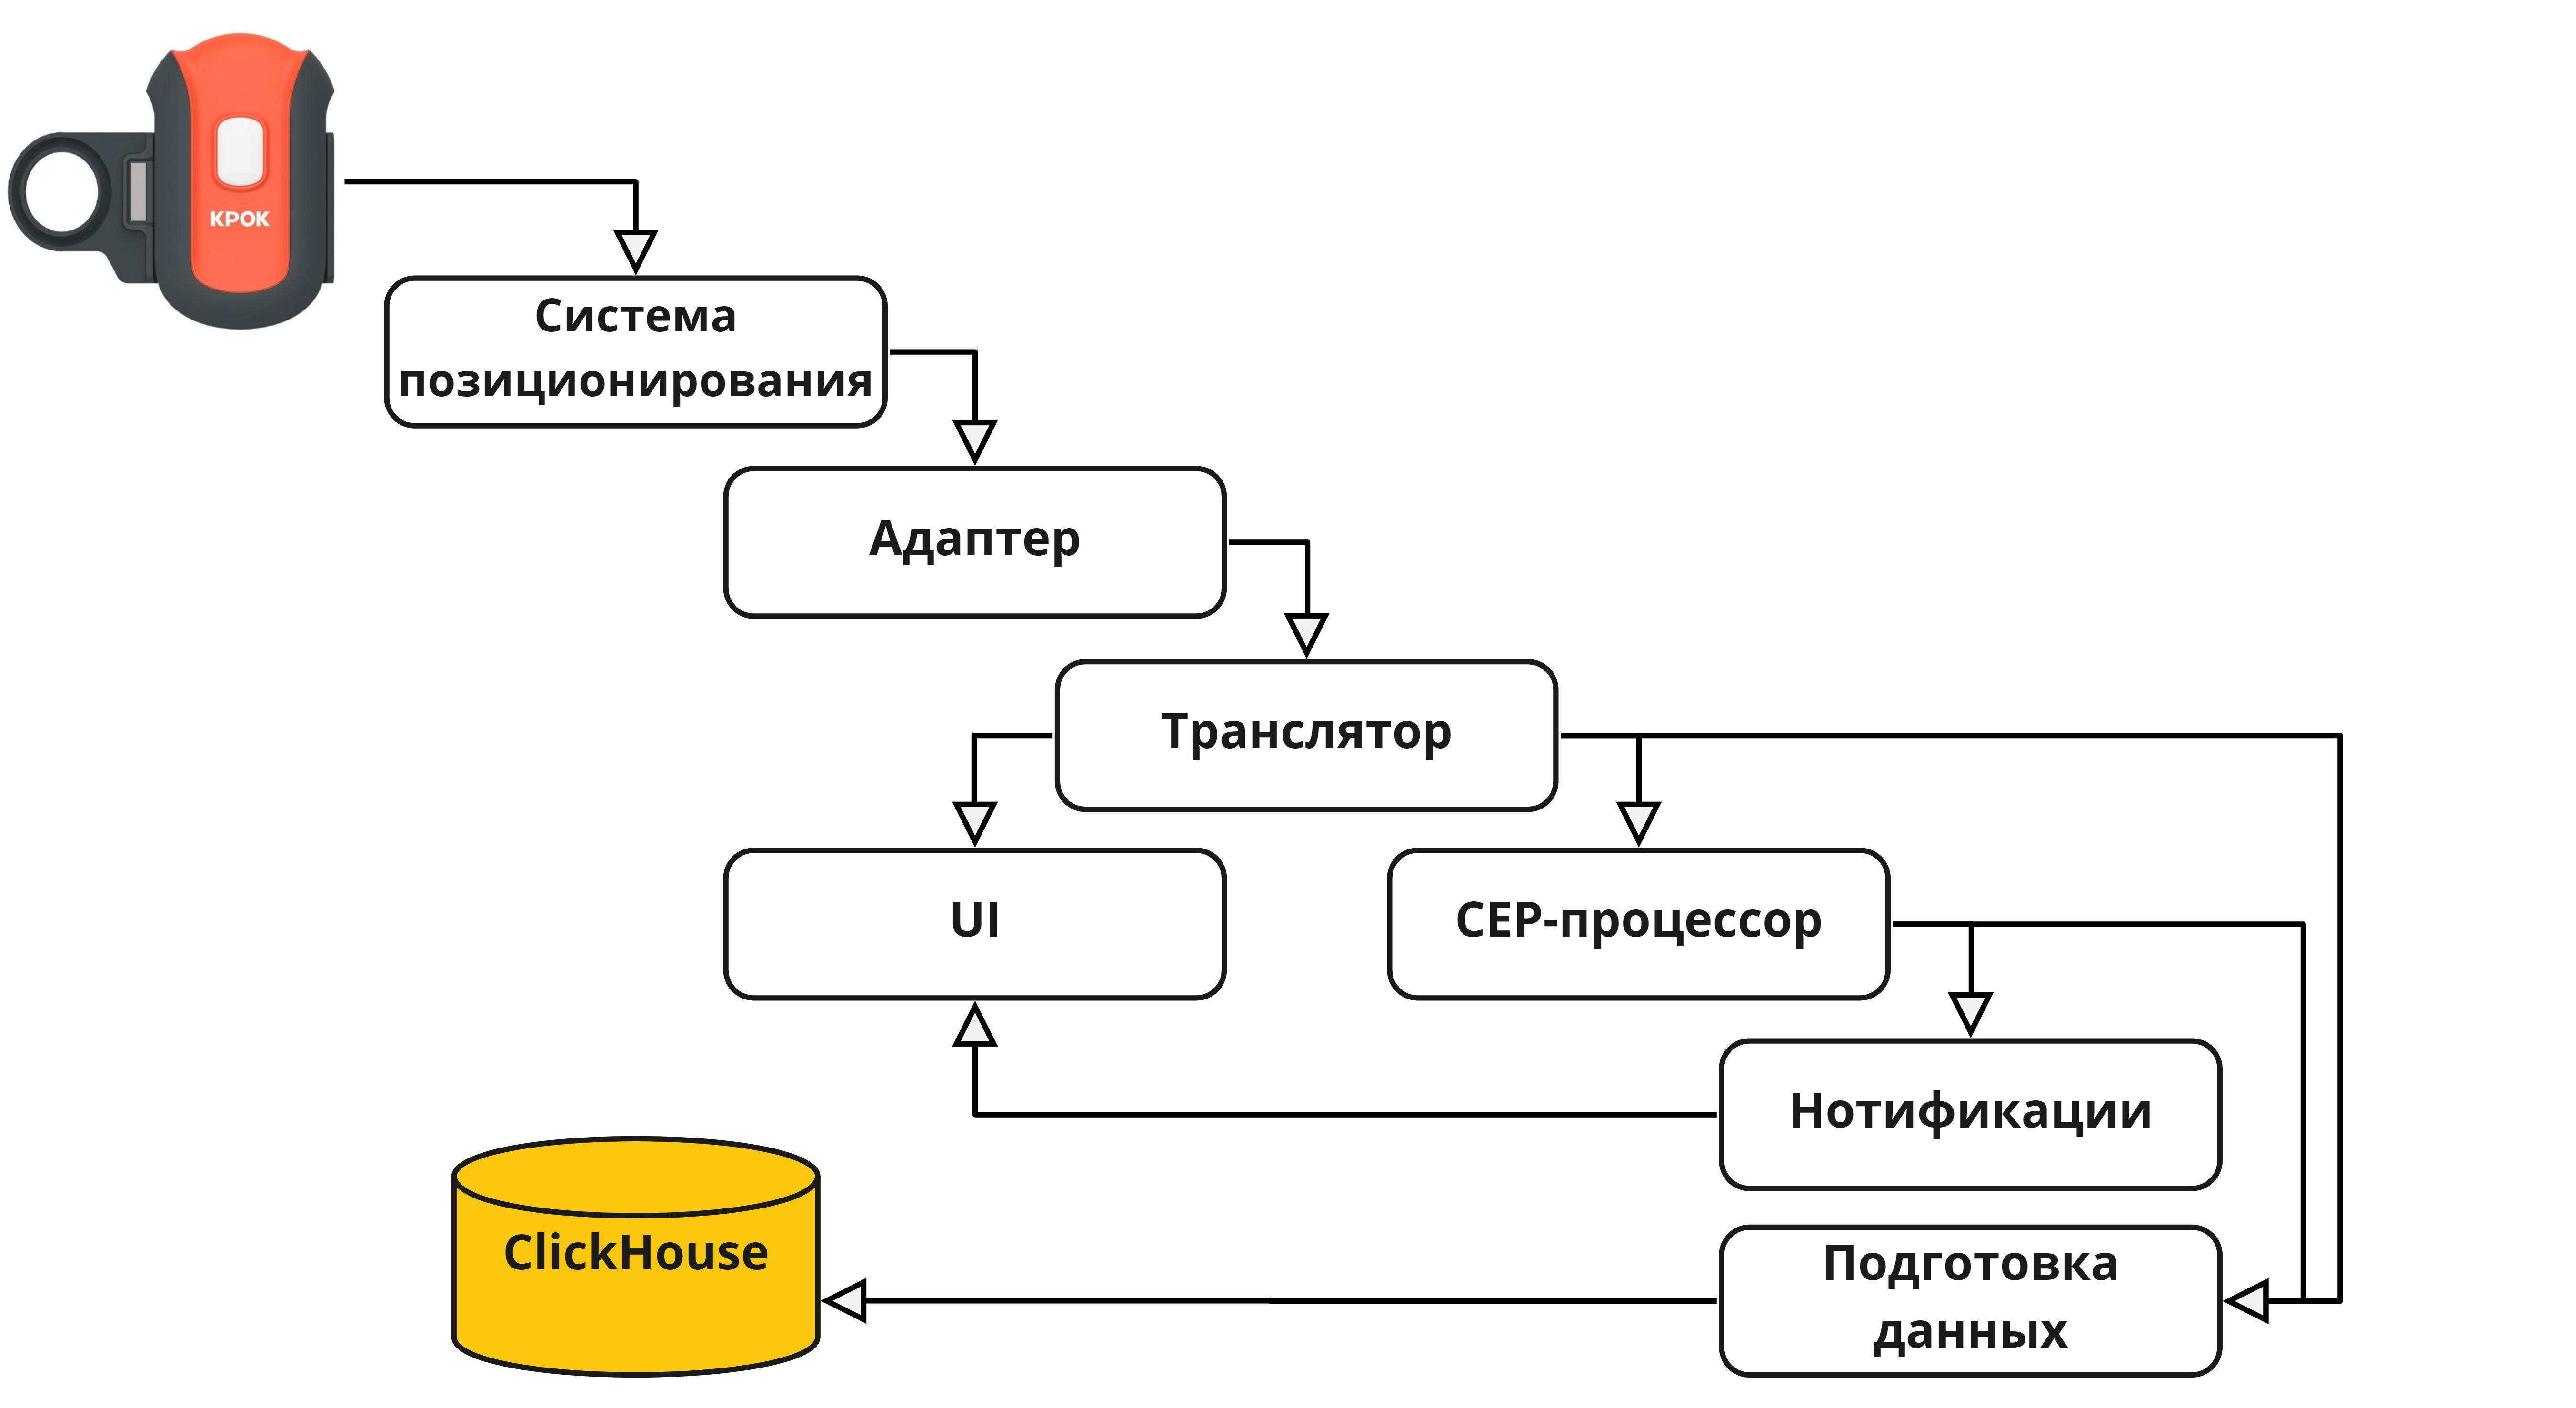 КРОК
Система
позиционирования
Адаптер
Транслятор
UI
CEP-процессор
Нотификации
ClickHouse
Подготовка
данных